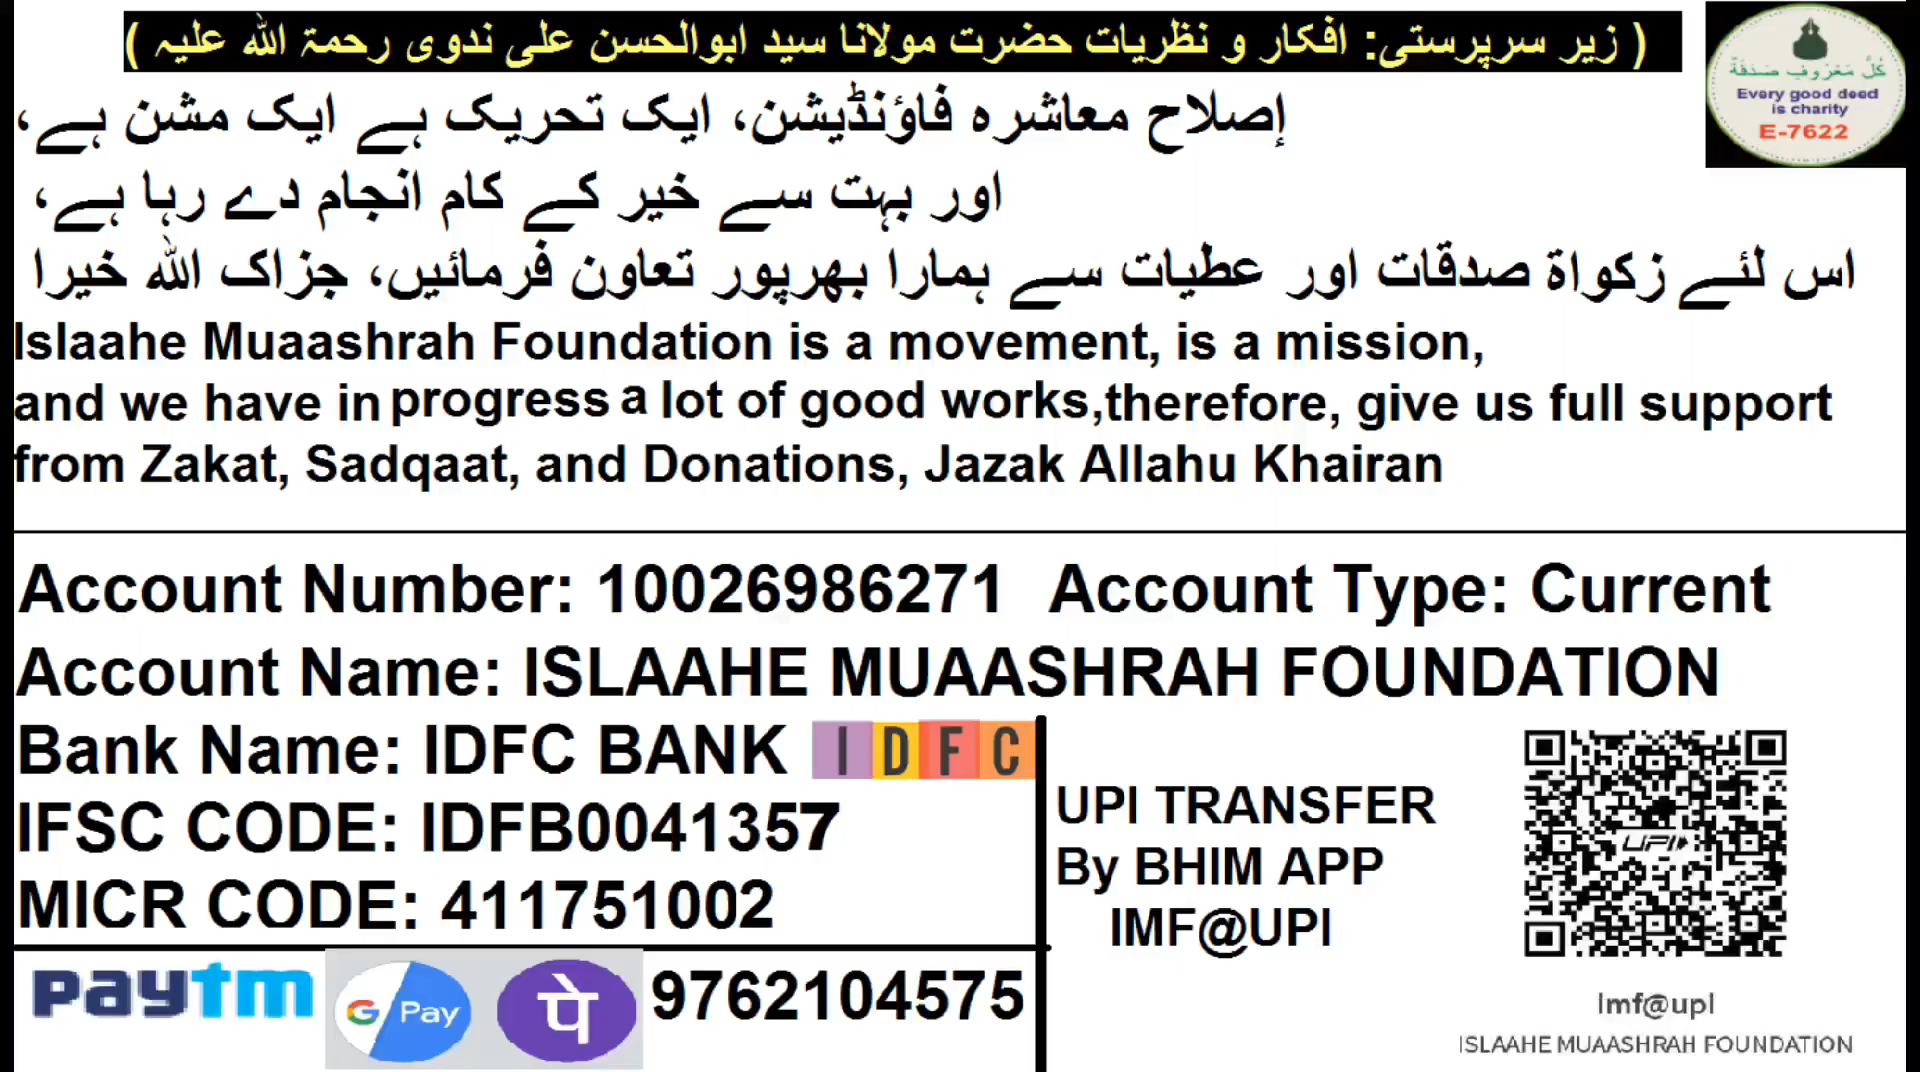 ( زیر سرپرستی: افکار و نظریات حضرت مولانا سید ابوالحسن علی ندوی رحمۃ اللہ علیہ )
كُلُّ مَعْرُوفٍ صَدَقَةٌ
Every good deed
is charity
E-7622
إصلاح معاشرہ فاؤنڈیشن، ایک تحریک ہے ایک مشن ہے،
اور بہت سے خیر کے کام انجام دے رہا ہے،
اس لئے زکواۃ صدقات اور عطیات سے ہمارا بھرپور تعاون فرمائیں، جزاک اللہ خیرا
Islaahe Muaashrah Foundation is a movement, is a mission,
and we have in progress a lot of good works,therefore, give us full support
from Zakat, Sadqaat, and Donations, Jazak Allahu Khairan
Account Number: 10026986271 Account Type: Current
Account Name: ISLAAHE MUAASHRAH FOUNDATION
Bank Name: IDFC BANK IDFC
IFSC CODE: IDFB0041357
MICR CODE: 411751002
UPI TRANSFER
By BHIM APP
IMF@UPI
UPI
paytm G Pay पे 9762104575
imf@upi
ISLAAHE MUAASHRAH FOUNDATION